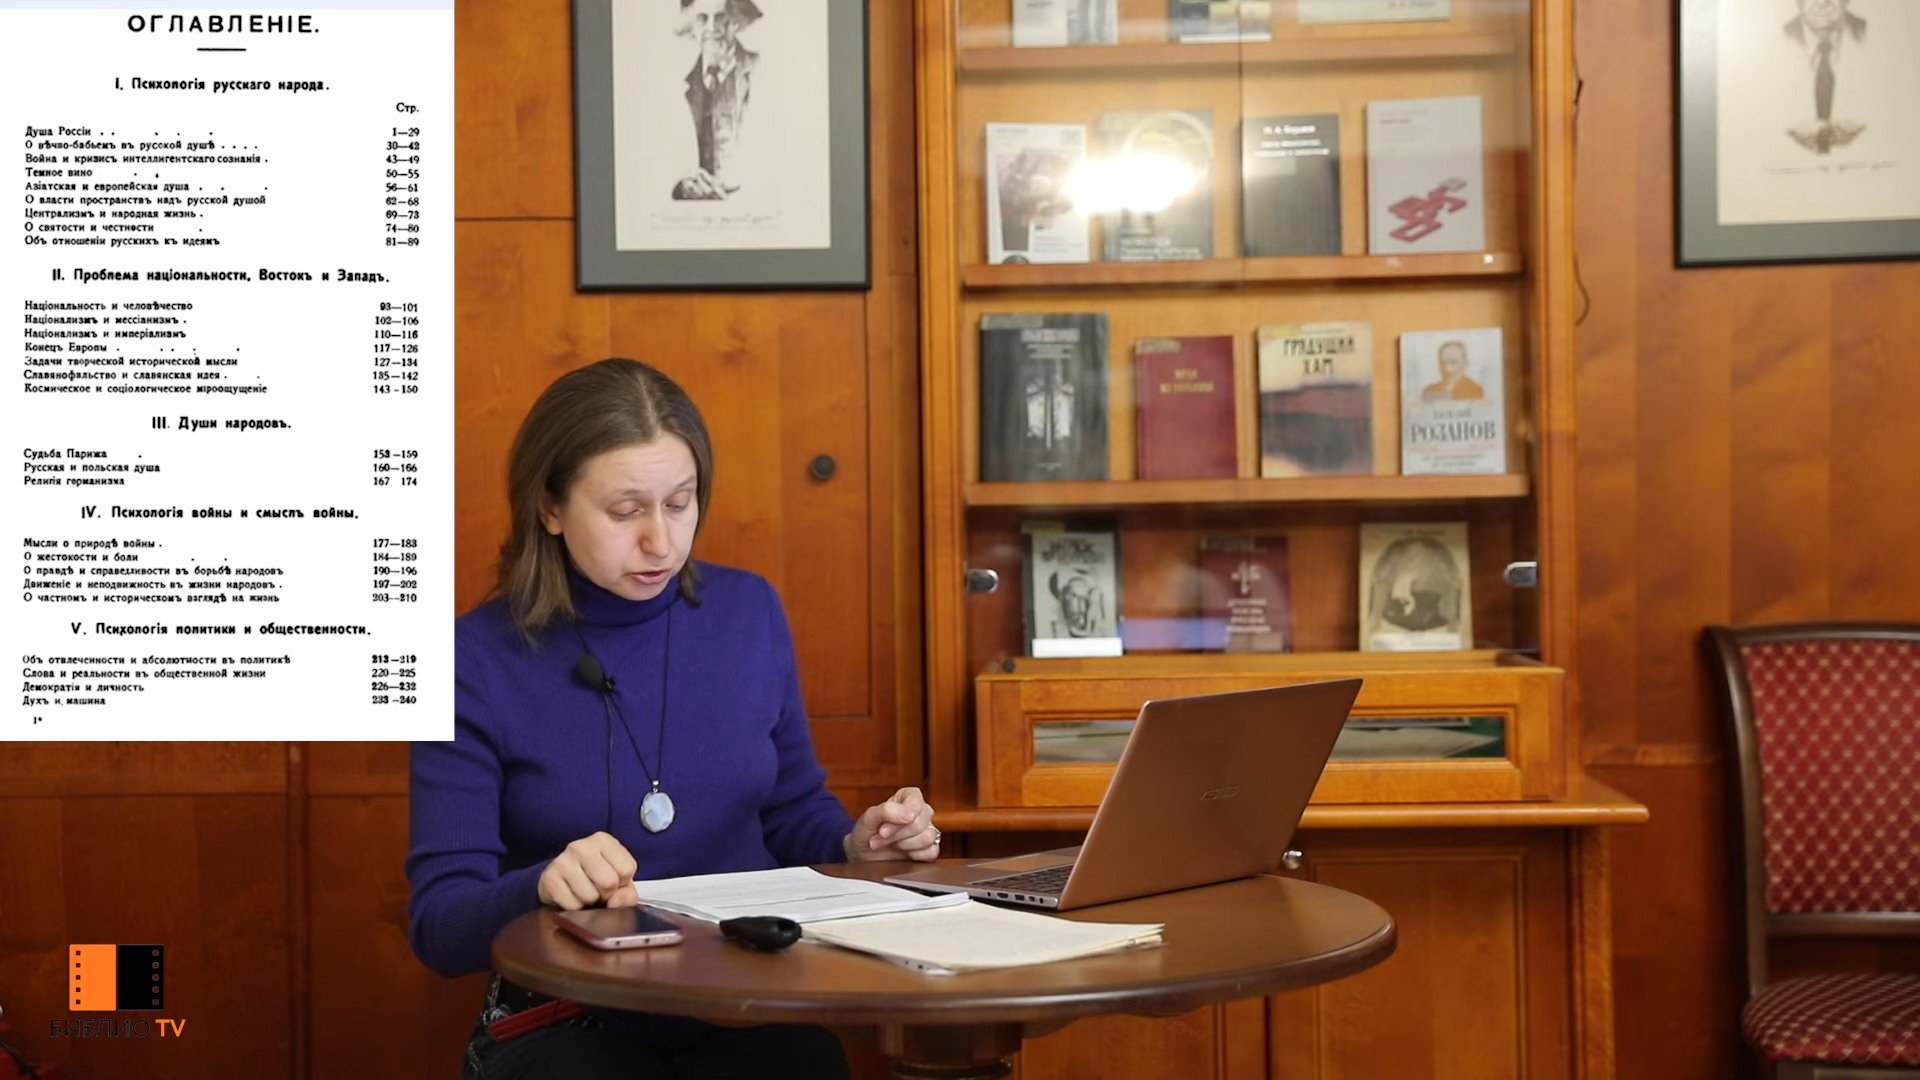 ОГЛАВЛЕНІЕ.
I. Психологія русскаго народа.
Стр.
Душа Россіи . . . . . 1—29
О вѣчно-бабьемъ въ русской душѣ . . . . 30—42
Война и кризисъ интеллигентскаго сознанія . 43—49
Темное вино . . 50—55
Азіатская и европейская душа . . . 56—61
О власти пространствъ надъ русской душой 62—68
Централизмъ и народная жизнь . 69—73
О святости и честности . 74—80
Объ отношеніи русскихъ къ идеямъ 81—89
II. Проблема національности, Востокъ и Западъ.
Національность и человѣчество 93—101
Націонализмъ и мессіанизмъ . 102—106
Націонализмъ и имперіализмъ 110—116
Конецъ Европы . . . . . 117—126
Задачи творческой исторической мысли 127—134
Славянофильство и славянская идея . . 135—142
Космическое и соціологическое мірроощущеніе 143 - 150
III. Души народовъ.
Судьба Парижа . 153 —159
Русская и польская душа 160—166
Религія германизма 167 174
IV. Психологія войны и смыслъ войны.
Мысли о природѣ войны . 177—183
О жестокости и боли . . 184—189
О правдѣ и справедливости въ борьбѣ народовъ 190—196
Движеніе и неподвижность въ жизни народовъ . 197—202
О частномъ и историческомъ взглядѣ на жизнь 203—210
V. Психологія политики и общественности.
Объ отвлеченности и абсолютности въ политикѣ 213—219
Слова и реальности въ общественной жизни 220—225
Демократія и личность 226—232
Духъ и машина 233 —240
I*
ГРЯДУЩИЙ
ХАМ
РОЗАНОВ
ASUS
БИБЛИО TV